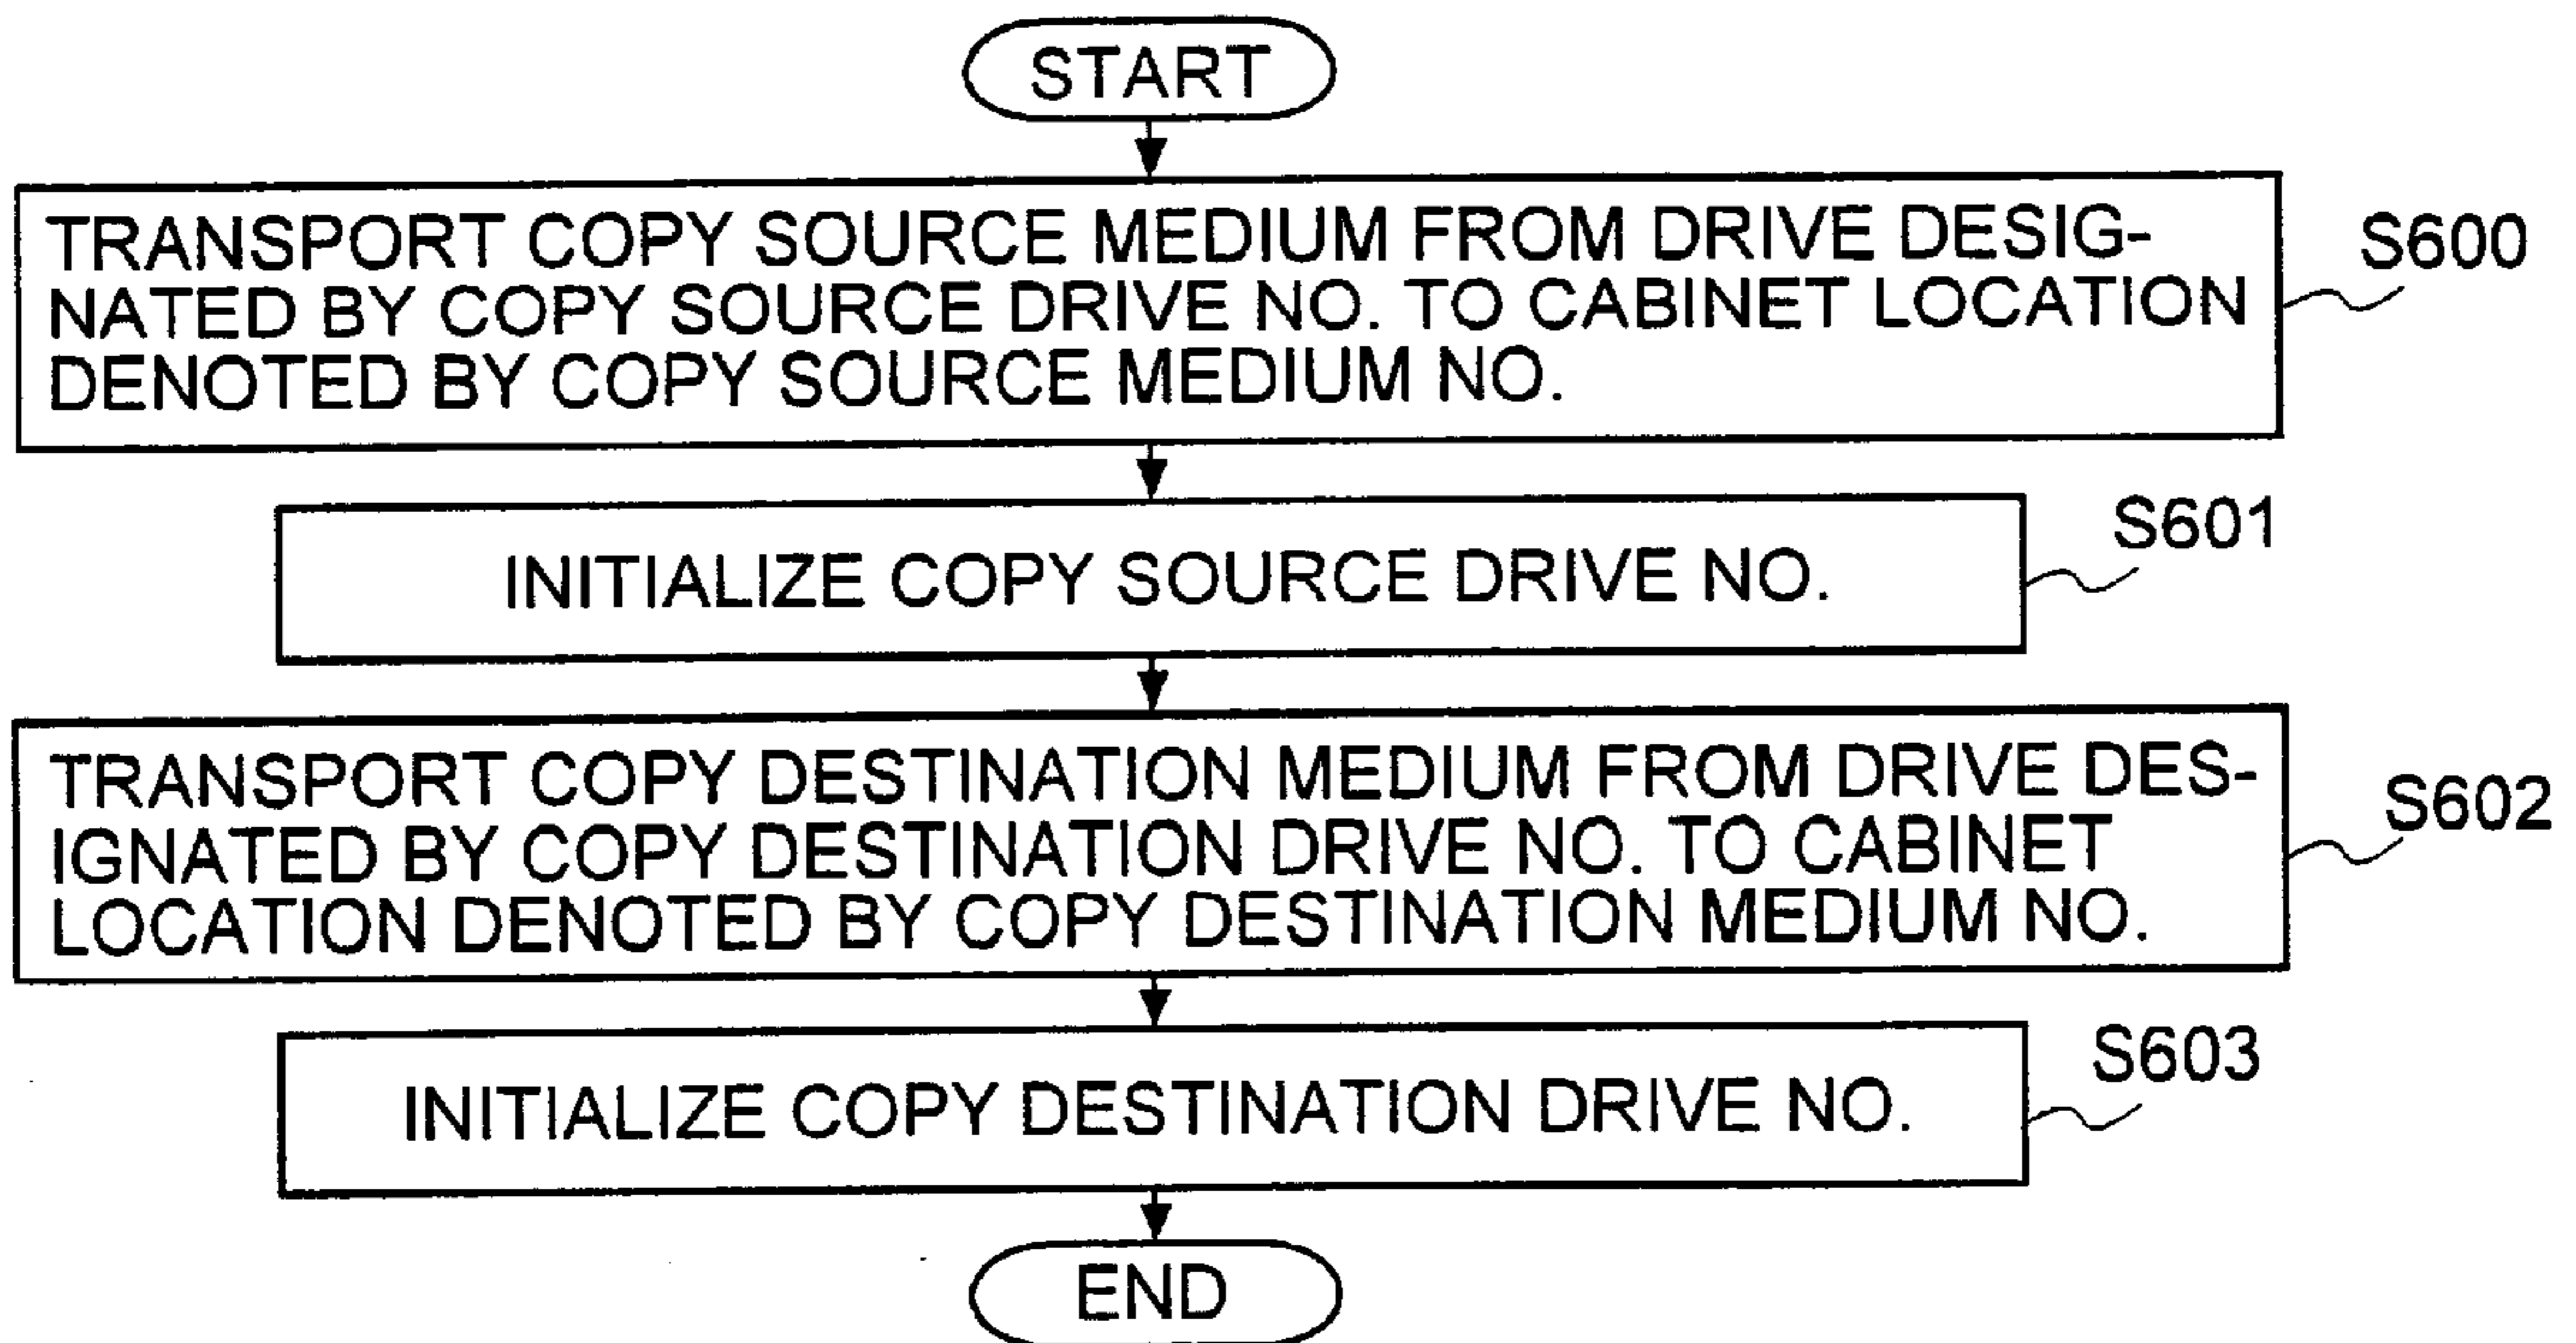 START
TRANSPORT COPY SOURCE MEDIUM FROM DRIVE DESIG-
NATED BY COPY SOURCE DRIVE NO. TO CABINET LOCATION
DENOTED BY COPY SOURCE MEDIUM NO.
S600
INITIALIZE COPY SOURCE DRIVE NO.
S601
TRANSPORT COPY DESTINATION MEDIUM FROM DRIVE DES-
IGNATED BY COPY DESTINATION DRIVE NO. TO CABINET
LOCATION DENOTED BY COPY DESTINATION MEDIUM NO.
S602
INITIALIZE COPY DESTINATION DRIVE NO.
S603
END